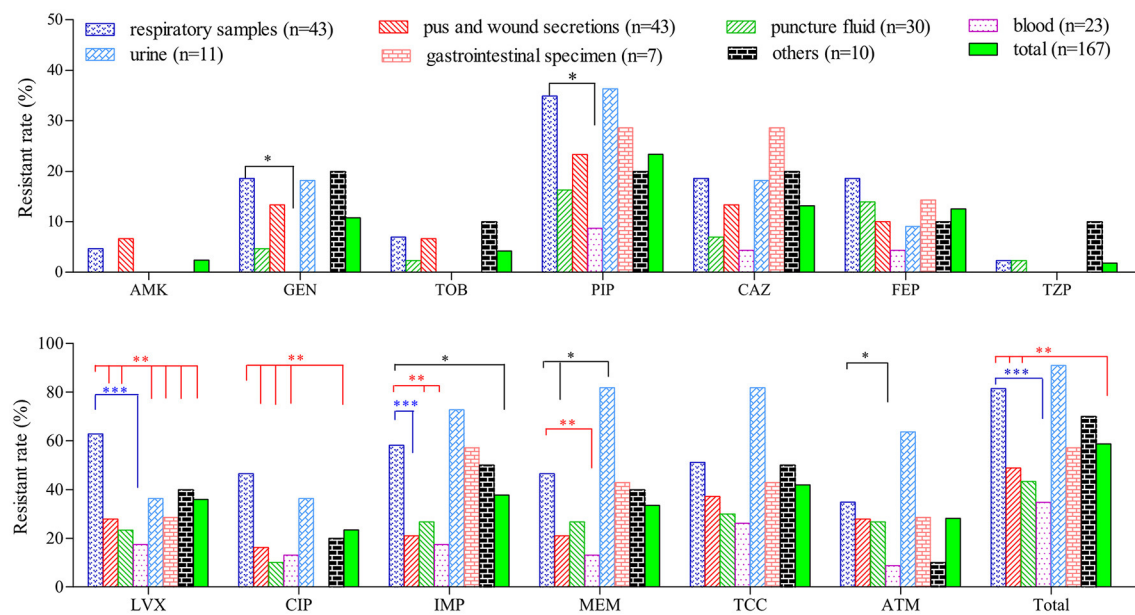 respiratory samples (n=43) pus and wound secretions (n=43) puncture fluid (n=30) blood (n=23)
urine (n=11) gastrointestinal specimen (n=7) others (n=10) total (n=167)
Resistant rate (%)
50
40
30
20
10
0
* *
AMK GEN TOB PIP CAZ FEP TZP
Resistant rate (%)
100
80
60
40
20
0
** ** * * * **
*** ** *** ** ***
LVX CIP IMP MEM TCC ATM Total